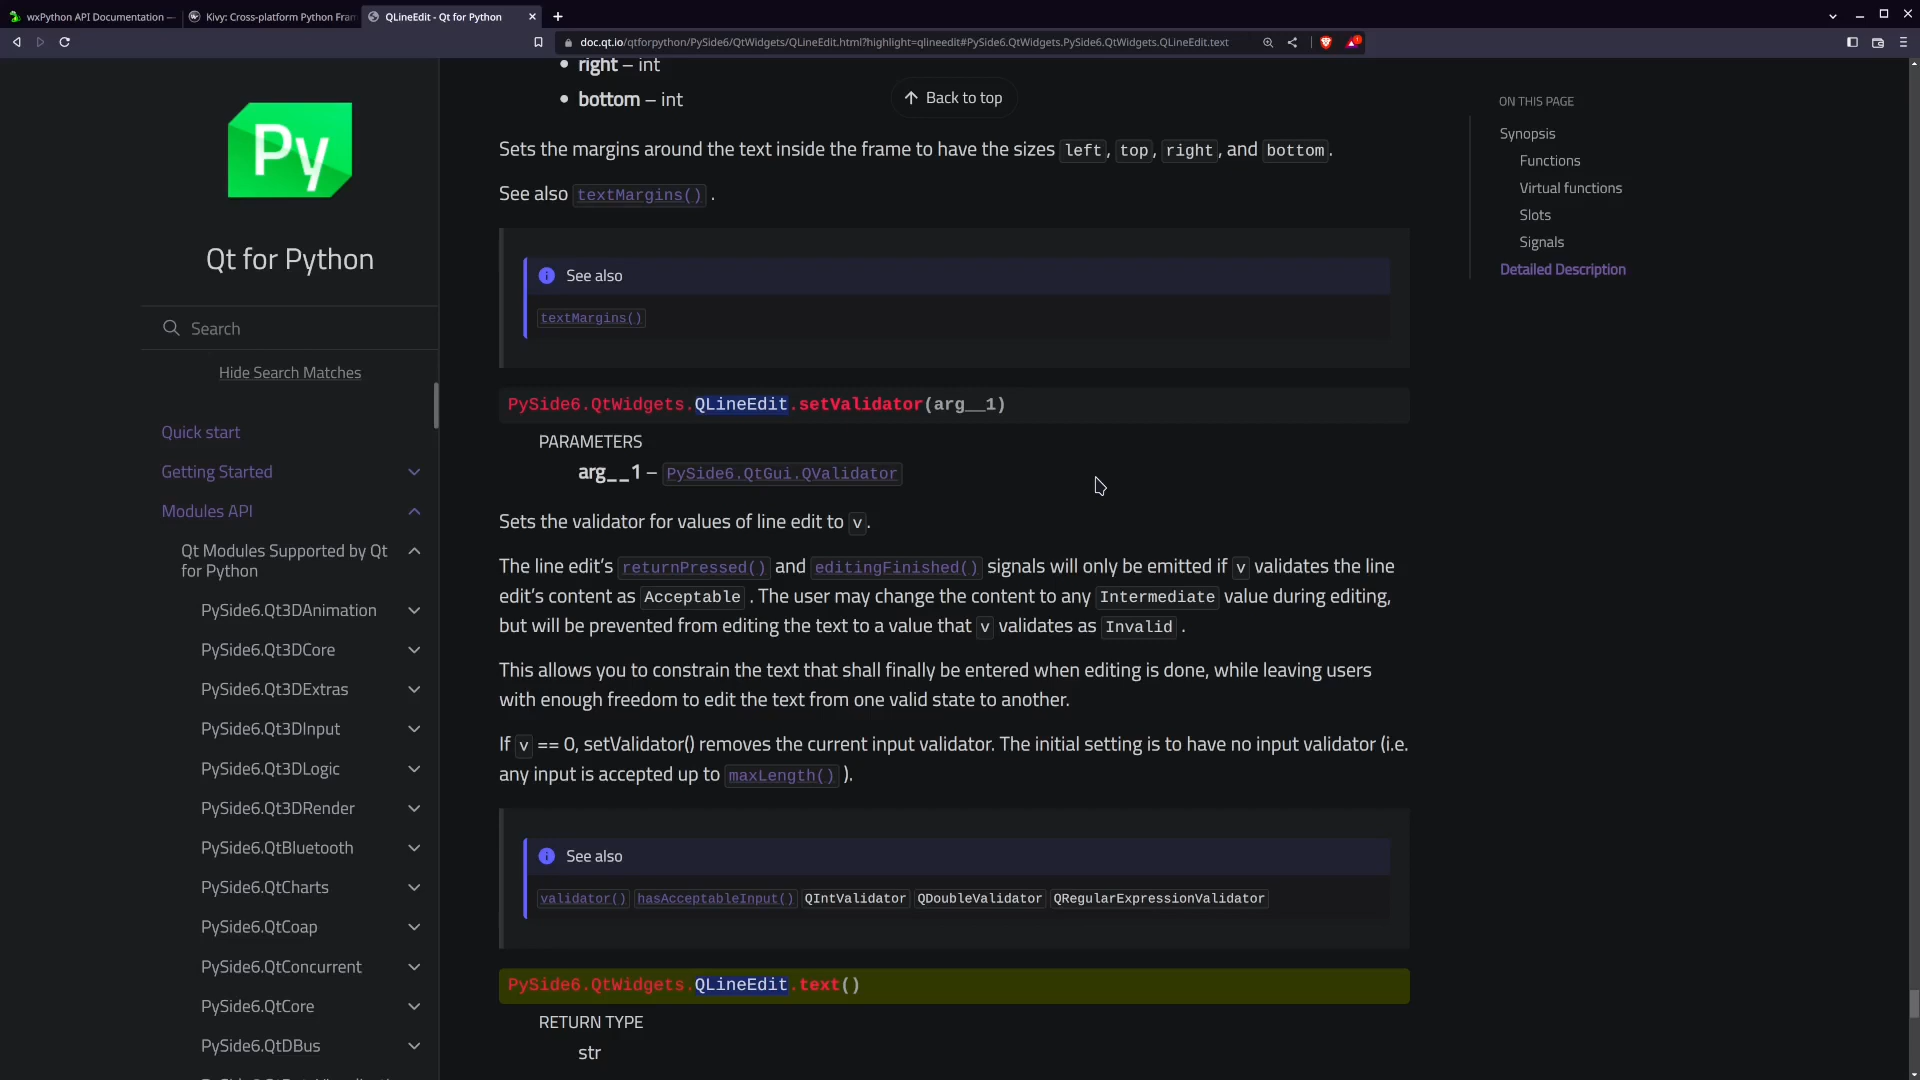 wxPython API Documentation —
Kivy: Cross-platform Python Fram
QLineEdit - Qt for Python
doc.qt.io/qtforpython/PySide6/QtWidgets/QLineEdit.html?highlight=qlineedit#PySide6.QtWidgets.PySide6.QtWidgets.QLineEdit.text
Py
Qt for Python
Search
Hide Search Matches
Quick start
Getting Started
Modules API
Qt Modules Supported by Qt
for Python
PySide6.Qt3DAnimation
PySide6.Qt3DCore
PySide6.Qt3DExtras
PySide6.Qt3DInput
PySide6.Qt3DLogic
PySide6.Qt3DRender
PySide6.QtBluetooth
PySide6.QtCharts
PySide6.QtCoap
PySide6.QtConcurrent
PySide6.QtCore
PySide6.QtDBus
right – int
bottom – int
Back to top
Sets the margins around the text inside the frame to have the sizes left, top, right, and bottom.
See also textMargins() .
See also
textMargins()
PySide6.QtWidgets.QLineEdit.setValidator(arg__1)
PARAMETERS
arg__1 – PySide6.QtGui.QValidator
Sets the validator for values of line edit to v.
The line edit’s returnPressed() and editingFinished() signals will only be emitted if v validates the line
edit’s content as Acceptable . The user may change the content to any Intermediate value during editing,
but will be prevented from editing the text to a value that v validates as Invalid .
This allows you to constrain the text that shall finally be entered when editing is done, while leaving users
with enough freedom to edit the text from one valid state to another.
If v == 0, setValidator() removes the current input validator. The initial setting is to have no input validator (i.e.
any input is accepted up to maxLength() ).
See also
validator() hasAcceptableInput() QIntValidator QDoubleValidator QRegularExpressionValidator
PySide6.QtWidgets.QLineEdit.text()
RETURN TYPE
str
ON THIS PAGE
Synopsis
Functions
Virtual functions
Slots
Signals
Detailed Description